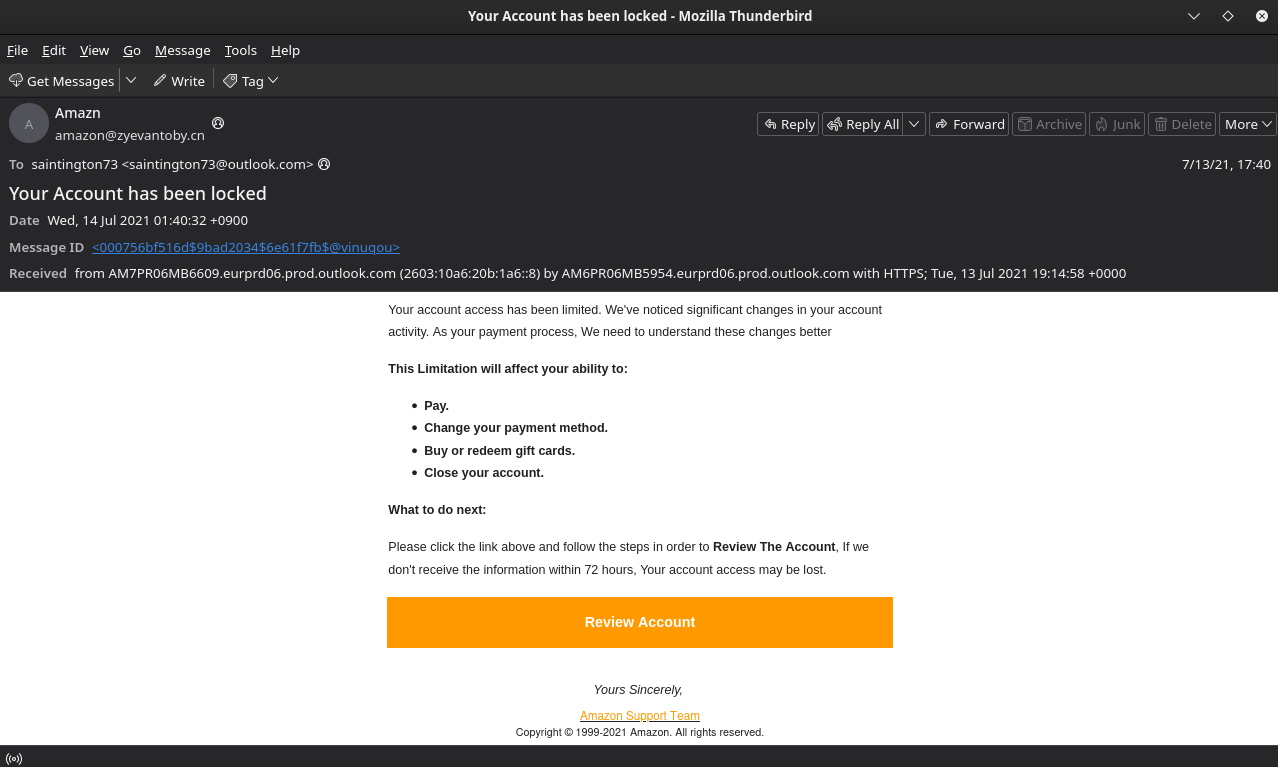 Your Account has been locked - Mozilla Thunderbird
File Edit View Go Message Tools Help
Get Messages Write Tag
A
Amazn
amazon@zyevantoby.cn
Reply Reply All Forward Archive Junk Delete More
To saintington73 <saintington73@outlook.com> 7/13/21, 17:40
Your Account has been locked
Date Wed, 14 Jul 2021 01:40:32 +0900
Message ID <000756bf516d$9bad2034$6e61f7fb$@vinuqou>
Received from AM7PR06MB6609.eurprd06.prod.outlook.com (2603:10a6:20b:1a6::8) by AM6PR06MB5954.eurprd06.prod.outlook.com with HTTPS; Tue, 13 Jul 2021 19:14:58 +0000
Your account access has been limited. We've noticed significant changes in your account
activity. As your payment process, We need to understand these changes better
This Limitation will affect your ability to:
• Pay.
• Change your payment method.
• Buy or redeem gift cards.
• Close your account.
What to do next:
Please click the link above and follow the steps in order to Review The Account, If we
don't receive the information within 72 hours, Your account access may be lost.
Review Account
Yours Sincerely,
Amazon Support Team
Copyright © 1999-2021 Amazon. All rights reserved.